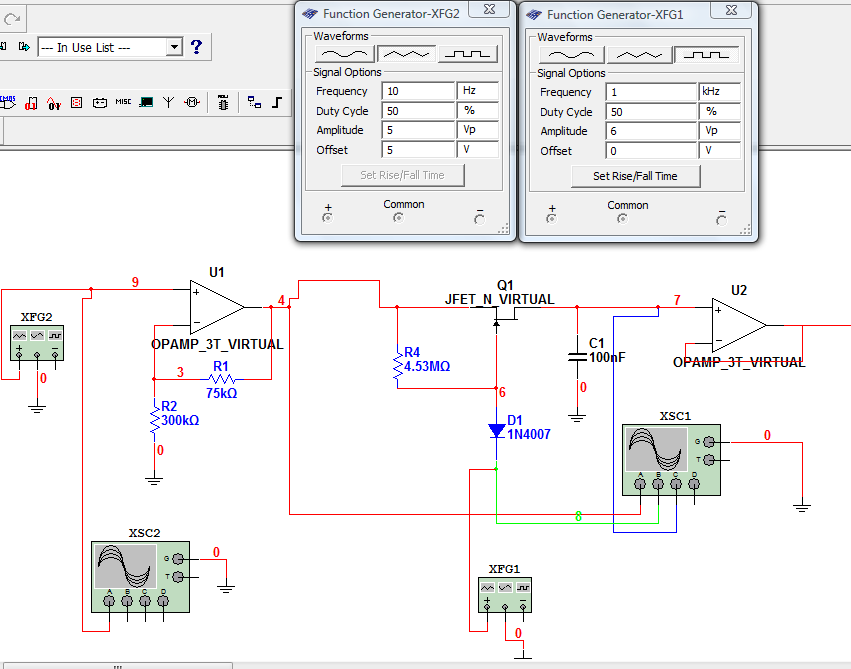 Function Generator-XFG2
Function Generator-XFG1
Waveforms
Signal Options
Frequency 10 Hz
Duty Cycle 50 %
Amplitude 5 Vp
Offset 5 V
Set Rise/Fall Time
+ Common −
Waveforms
Signal Options
Frequency 1 kHz
Duty Cycle 50 %
Amplitude 6 Vp
Offset 0 V
Set Rise/Fall Time
+ Common −
--- In Use List --- ?
MISC
U1
9
+
−
4
OPAMP_3T_VIRTUAL
XFG2
+ −
0
3
R1
75kΩ
R2
300kΩ
0
Q1
JFET_N_VIRTUAL
R4
4.53MΩ
6
D1
1N4007
7
C1
100nF
0
U2
+
−
OPAMP_3T_VIRTUAL
XSC1
G
T
A B C D
0
8
XSC2
G
T
A B C D
0
XFG1
+ −
0